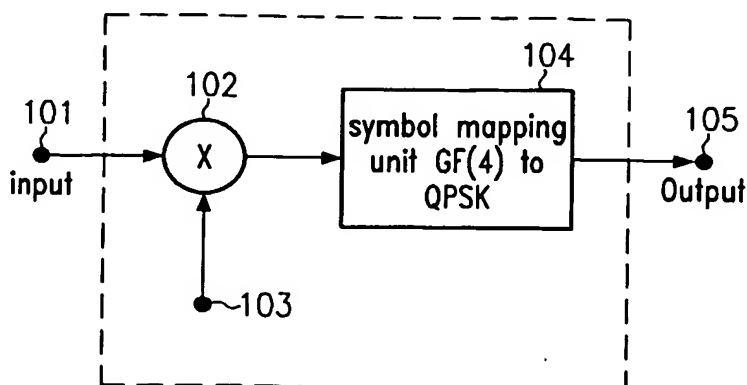 104
102
101
symbol mapping
unit GF(4) to
QPSK
105
X
input
Output
103